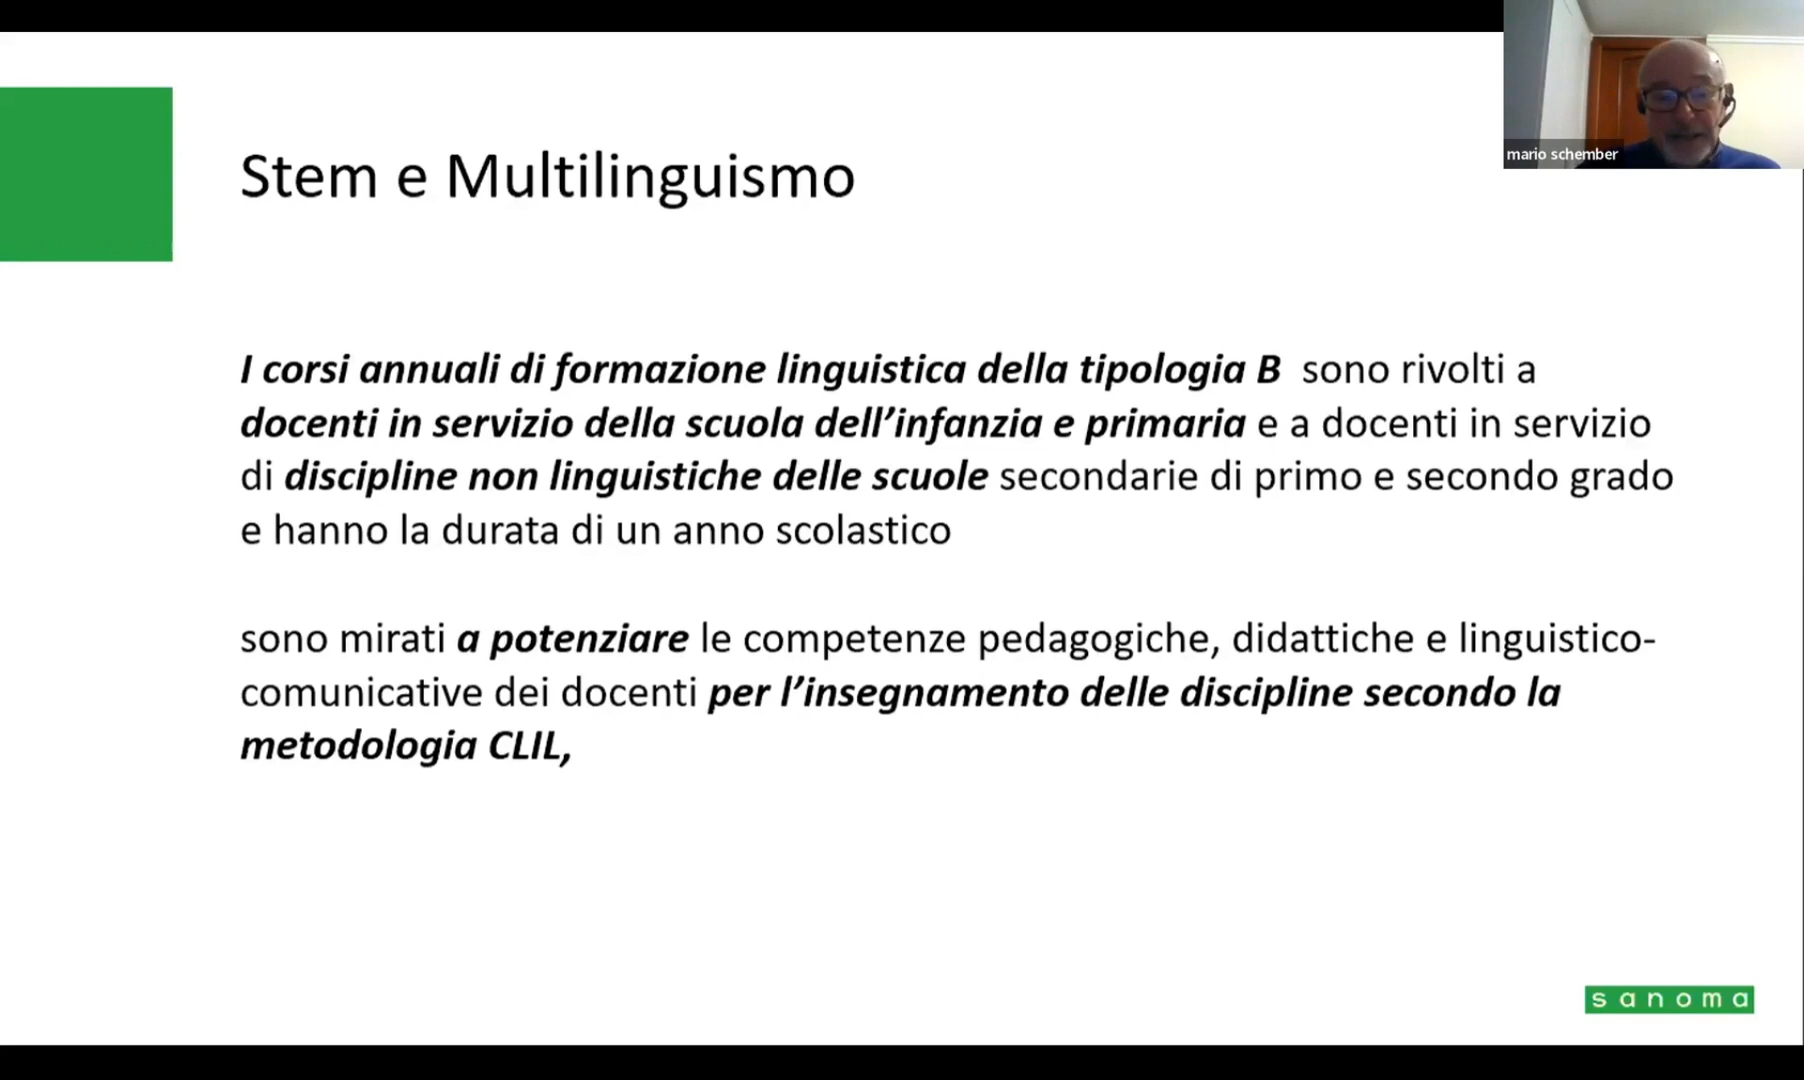 mario schember
Stem e Multilinguismo
I corsi annuali di formazione linguistica della tipologia B sono rivolti a
docenti in servizio della scuola dell’infanzia e primaria e a docenti in servizio
di discipline non linguistiche delle scuole secondarie di primo e secondo grado
e hanno la durata di un anno scolastico
sono mirati a potenziare le competenze pedagogiche, didattiche e linguistico-
comunicative dei docenti per l’insegnamento delle discipline secondo la
metodologia CLIL,
sanoma